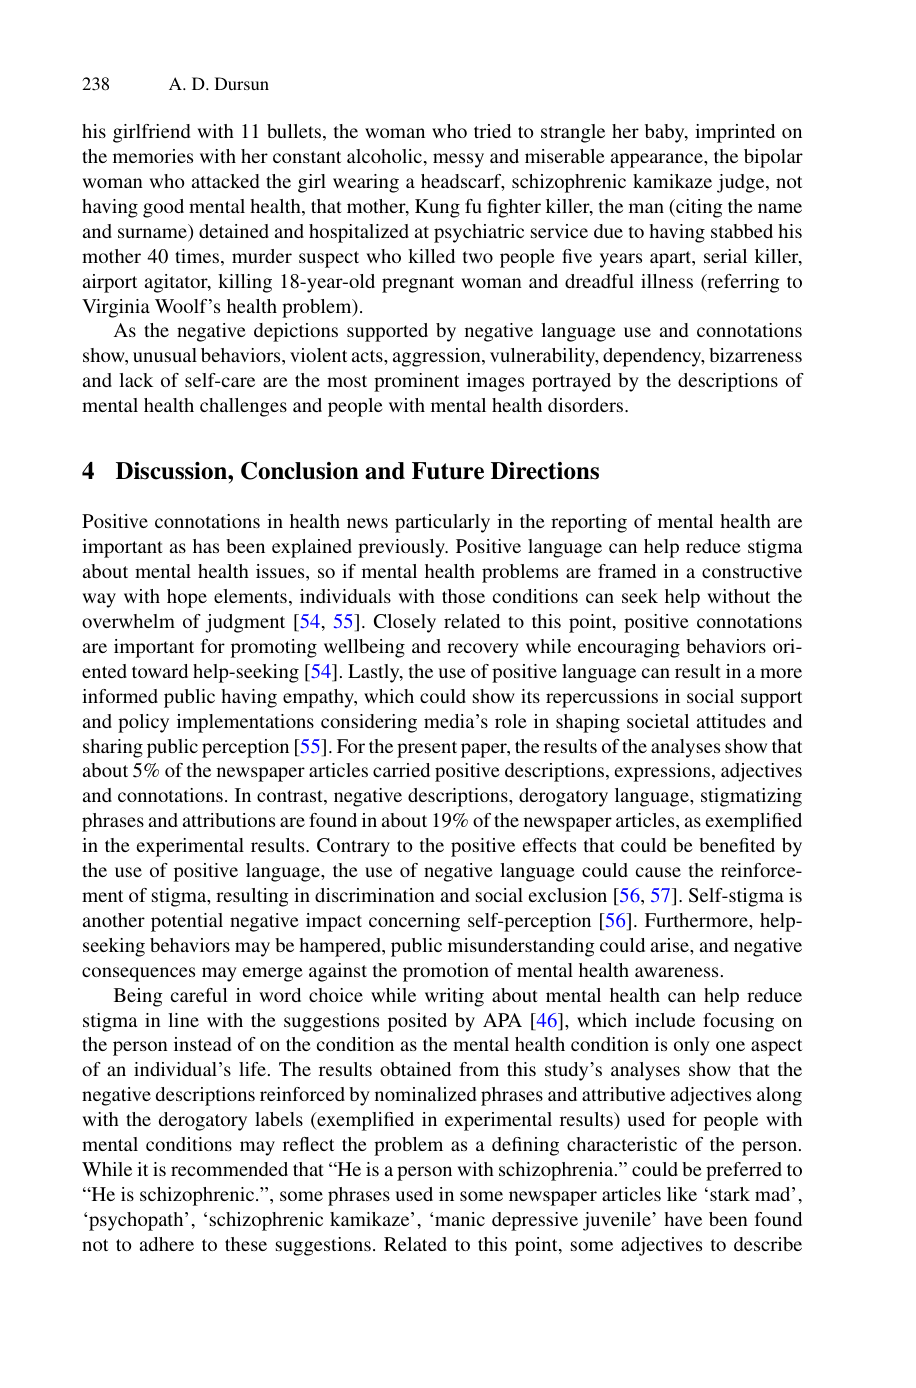 238 A. D. Dursun
his girlfriend with 11 bullets, the woman who tried to strangle her baby, imprinted on
the memories with her constant alcoholic, messy and miserable appearance, the bipolar
woman who attacked the girl wearing a headscarf, schizophrenic kamikaze judge, not
having good mental health, that mother, Kung fu fighter killer, the man (citing the name
and surname) detained and hospitalized at psychiatric service due to having stabbed his
mother 40 times, murder suspect who killed two people five years apart, serial killer,
airport agitator, killing 18-year-old pregnant woman and dreadful illness (referring to
Virginia Woolf's health problem).
As the negative depictions supported by negative language use and connotations
show, unusual behaviors, violent acts, aggression, vulnerability, dependency, bizarreness
and lack of self-care are the most prominent images portrayed by the descriptions of
mental health challenges and people with mental health disorders.
4 Discussion, Conclusion and Future Directions
Positive connotations in health news particularly in the reporting of mental health are
important as has been explained previously. Positive language can help reduce stigma
about mental health issues, so if mental health problems are framed in a constructive
way with hope elements, individuals with those conditions can seek help without the
overwhelm of judgment [54, 55]. Closely related to this point, positive connotations
are important for promoting wellbeing and recovery while encouraging behaviors ori-
ented toward help-seeking [54]. Lastly, the use of positive language can result in a more
informed public having empathy, which could show its repercussions in social support
and policy implementations considering media's role in shaping societal attitudes and
sharing public perception [55]. For the present paper, the results of the analyses show that
about 5% of the newspaper articles carried positive descriptions, expressions, adjectives
and connotations. In contrast, negative descriptions, derogatory language, stigmatizing
phrases and attributions are found in about 19% of the newspaper articles, as exemplified
in the experimental results. Contrary to the positive effects that could be benefited by
the use of positive language, the use of negative language could cause the reinforce-
ment of stigma, resulting in discrimination and social exclusion [56, 57]. Self-stigma is
another potential negative impact concerning self-perception [56]. Furthermore, help-
seeking behaviors may be hampered, public misunderstanding could arise, and negative
consequences may emerge against the promotion of mental health awareness.
Being careful in word choice while writing about mental health can help reduce
stigma in line with the suggestions posited by APA [46], which include focusing on
the person instead of on the condition as the mental health condition is only one aspect
of an individual's life. The results obtained from this study's analyses show that the
negative descriptions reinforced by nominalized phrases and attributive adjectives along
with the derogatory labels (exemplified in experimental results) used for people with
mental conditions may reflect the problem as a defining characteristic of the person.
While it is recommended that “He is a person with schizophrenia.” could be preferred to
“He is schizophrenic.”, some phrases used in some newspaper articles like ‘stark mad’,
‘psychopath’, ‘schizophrenic kamikaze’, ‘manic depressive juvenile’ have been found
not to adhere to these suggestions. Related to this point, some adjectives to describe